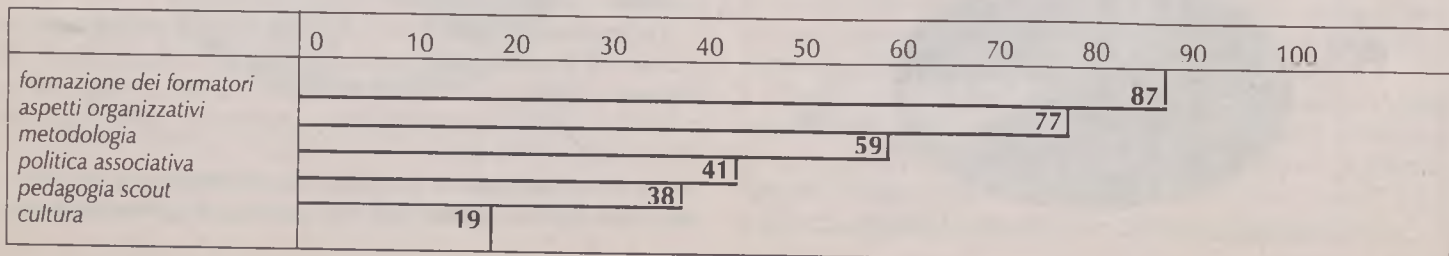 0 10 20 30 40 50 60 70 80 90 100
formazione dei formatori 87
aspetti organizzativi 77
metodologia 59
politica associativa 41
pedagogia scout 38
cultura 19